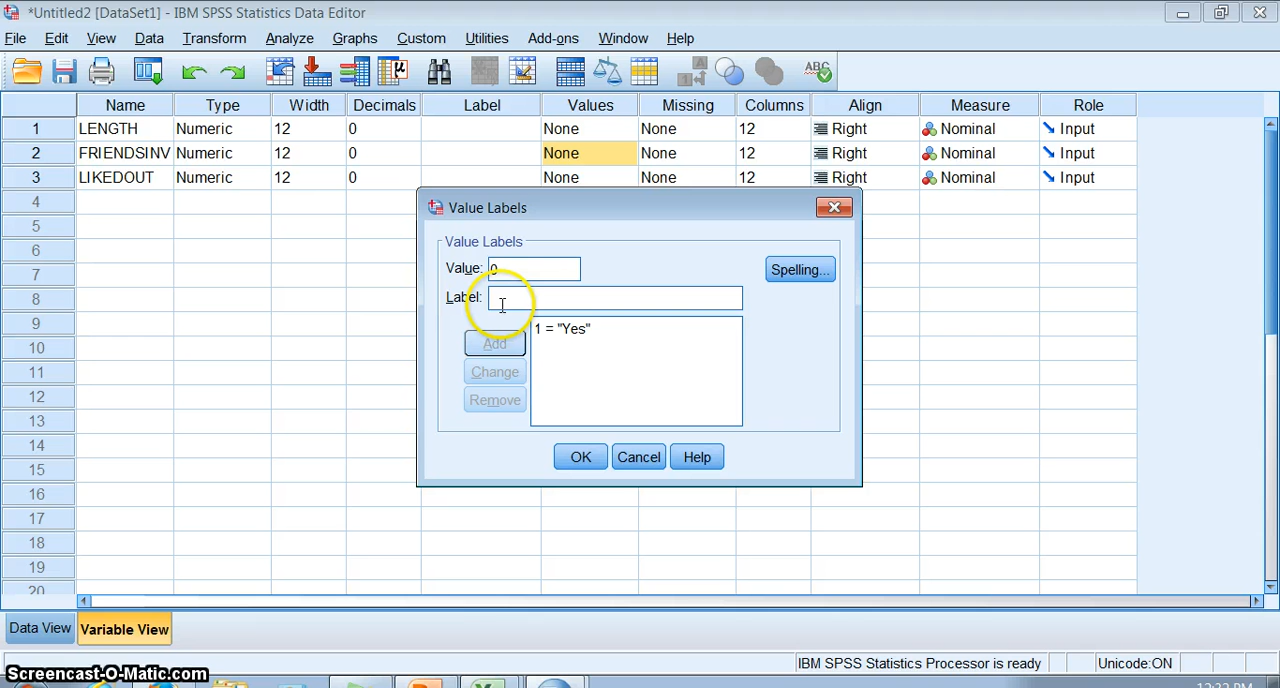 *Untitled2 [DataSet1] - IBM SPSS Statistics Data Editor
File Edit View Data Transform Analyze Graphs Custom Utilities Add-ons Window Help
Name Type Width Decimals Label Values Missing Columns Align Measure Role
1 LENGTH Numeric 12 0 None None 12 Right Nominal Input
2 FRIENDSINV Numeric 12 0 None None 12 Right Nominal Input
3 LIKEDOUT Numeric 12 0 None None 12 Right Nominal Input
4
5
6
7
8
9
10
11
12
13
14
15
16
17
18
19
20
Value Labels
Value Labels
Value: 0
Spelling...
Label:
1 = "Yes"
Add
Change
Remove
OK Cancel Help
Data View Variable View
IBM SPSS Statistics Processor is ready Unicode:ON
Screencast-O-Matic.com